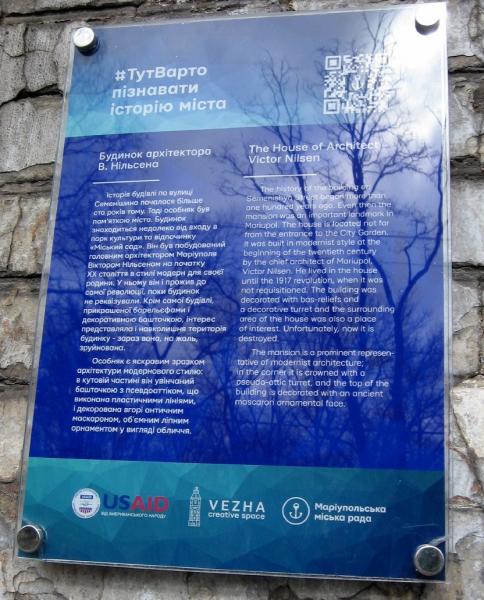 #ТутВарто
пізнавати
історію міста
Будинок архітектора
В. Нільсена
Історія будівлі по вулиці
Семенішина почалася більше
ста років тому. Тоді особняк був
пам'яткою міста. Будинок
знаходиться недалеко від входу в
парк культури та відпочинку
«Міський сад». Він був побудований
головним архітектором Маріуполя
Віктором Нільсеном на початку
XX століття в стилі модерн для своєї
родини. У ньому він і прожив до
самої революції, поки будинок
не реквізували. Крім самої будівлі,
прикрашеної барельєфами і
декоративною башточкою, інтерес
представляла і навколишня територія
будинку - зараз вона, на жаль,
зруйнована.
Особняк є яскравим зразком
архітектури модернового стилю:
в кутовій частині він увінчаний
башточкою з псевдоаттіком, що
виконана пластичними лініями,
і декорована вгорі античним
маскароном, об'ємним ліпним
орнаментом у вигляді обличчя.
The House of Architect –
Victor Nilsen
The history of the building on
Semenishyn Street began more than
one hundred years ago. Even then the
mansion was an important landmark in
Mariupol. The house is located not far
from the entrance to the City Garden.
It was built in modernist style at the
beginning of the twentieth century
by the chief architect of Mariupol,
Victor Nilsen. He lived in the house
until the 1917 revolution, when it was
not requisitioned. The building was
decorated with bas-reliefs and
a decorative turret and the surrounding
area of the house was also a place
of interest. Unfortunately, now it is
destroyed.
The mansion is a prominent represen-
tative of modernist architecture;
in the corner it is crowned with a
pseudo-attic turret, and the top of the
building is decorated with an ancient
mascaron ornamental face.
USAID
ВІД АМЕРИКАНСЬКОГО НАРОДУ
VEZHA
creative space
Маріупольська
міська рада